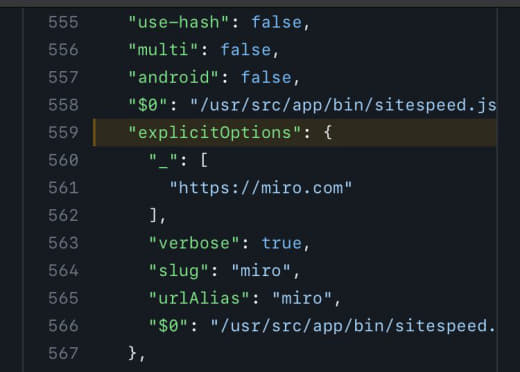 555 "use-hash": false,
556 "multi": false,
557 "android": false,
558 "$0": "/usr/src/app/bin/sitespeed.js
559 "explicitOptions": {
560 "_": [
561 "https://miro.com"
562 ],
563 "verbose": true,
564 "slug": "miro",
565 "urlAlias": "miro",
566 "$0": "/usr/src/app/bin/sitespeed.
567 },